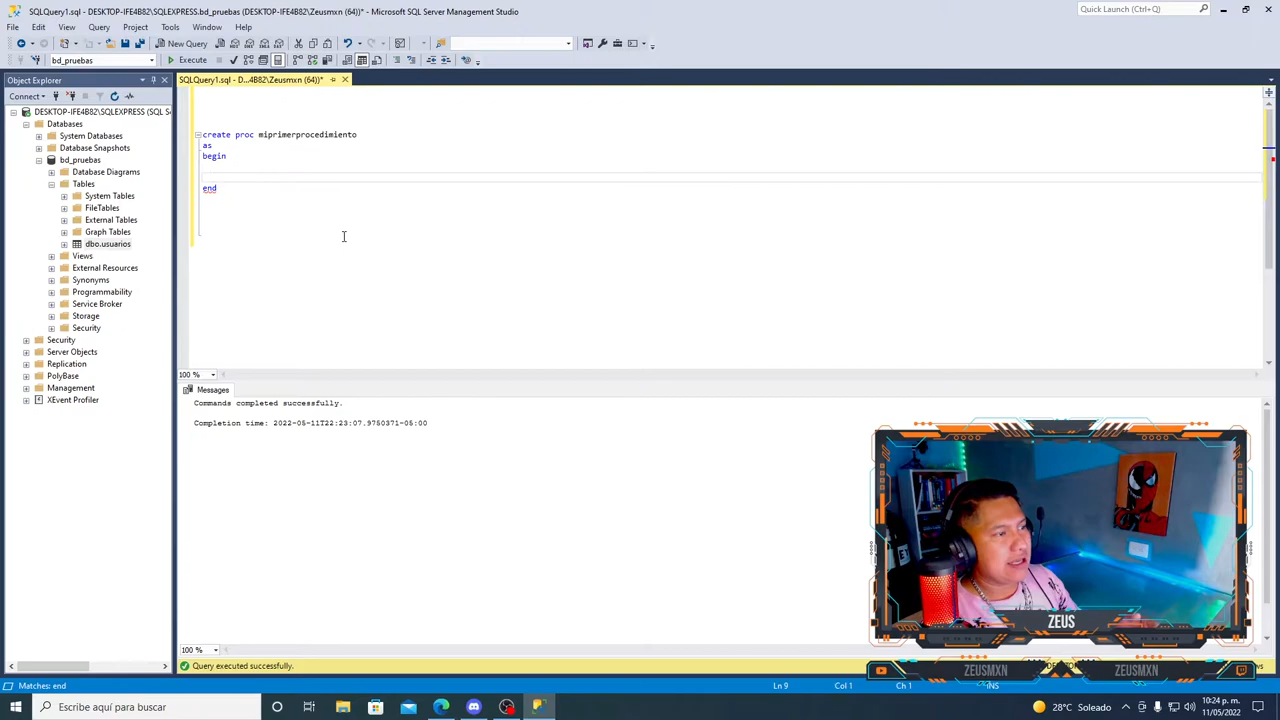 SQLQuery1.sql - DESKTOP-IFE4B82\SQLEXPRESS.bd_pruebas (DESKTOP-IFE4B82\Zeusmxn (64))* - Microsoft SQL Server Management Studio
Quick Launch (Ctrl+Q)
File Edit View Query Project Tools Window Help
New Query
bd_pruebas
Execute
Object Explorer
SQLQuery1.sql - D...4B82\Zeusmxn (64))*
Connect
DESKTOP-IFE4B82\SQLEXPRESS (SQL S
Databases
System Databases
Database Snapshots
bd_pruebas
Database Diagrams
Tables
System Tables
FileTables
External Tables
Graph Tables
dbo.usuarios
Views
External Resources
Synonyms
Programmability
Service Broker
Storage
Security
Security
Server Objects
Replication
PolyBase
Management
XEvent Profiler
create proc miprimerprocedimiento
as
begin
end
100 %
Messages
Commands completed successfully.
Completion time: 2022-05-11T22:23:07.9750371-05:00
100 %
Query executed successfully.
ZEUS
ZEUSMXN
ZEUSMXN
Matches: end
Ln 9
Col 1
Ch 1
INS
Escribe aquí para buscar
28°C Soleado
10:24 p. m.
11/05/2022